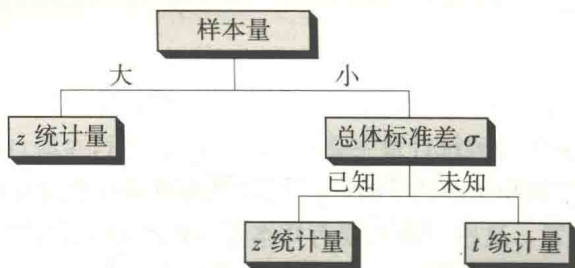 样本量
大 小
z 统计量 总体标准差 σ
已知 未知
z 统计量 t 统计量